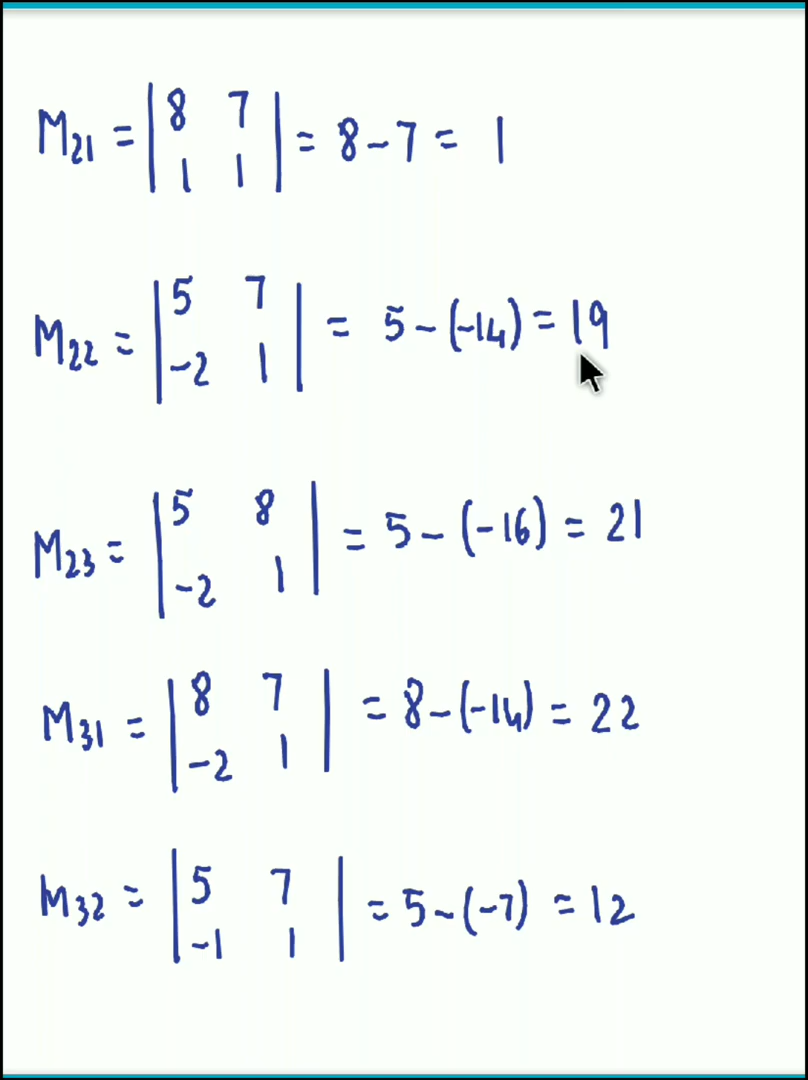 M21 = | 8 7 | = 8 - 7 = 1
| 1 1 |
M22 = | 5 7 | = 5 - (-14) = 19
| -2 1 |
M23 = | 5 8 | = 5 - (-16) = 21
| -2 1 |
M31 = | 8 7 | = 8 - (-14) = 22
| -2 1 |
M32 = | 5 7 | = 5 - (-7) = 12
| -1 1 |